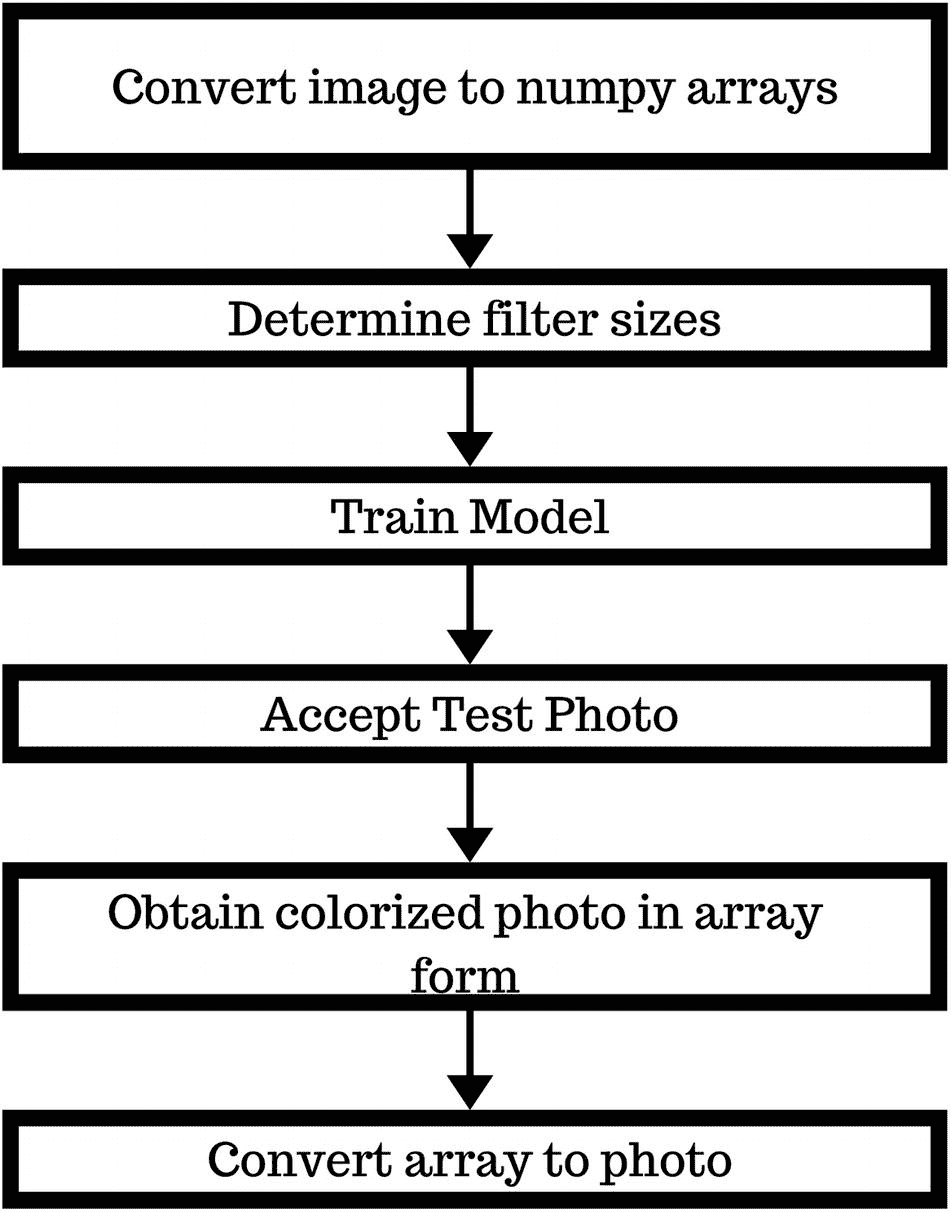 Convert image to numpy arrays
Determine filter sizes
Train Model
Accept Test Photo
Obtain colorized photo in array
form
Convert array to photo